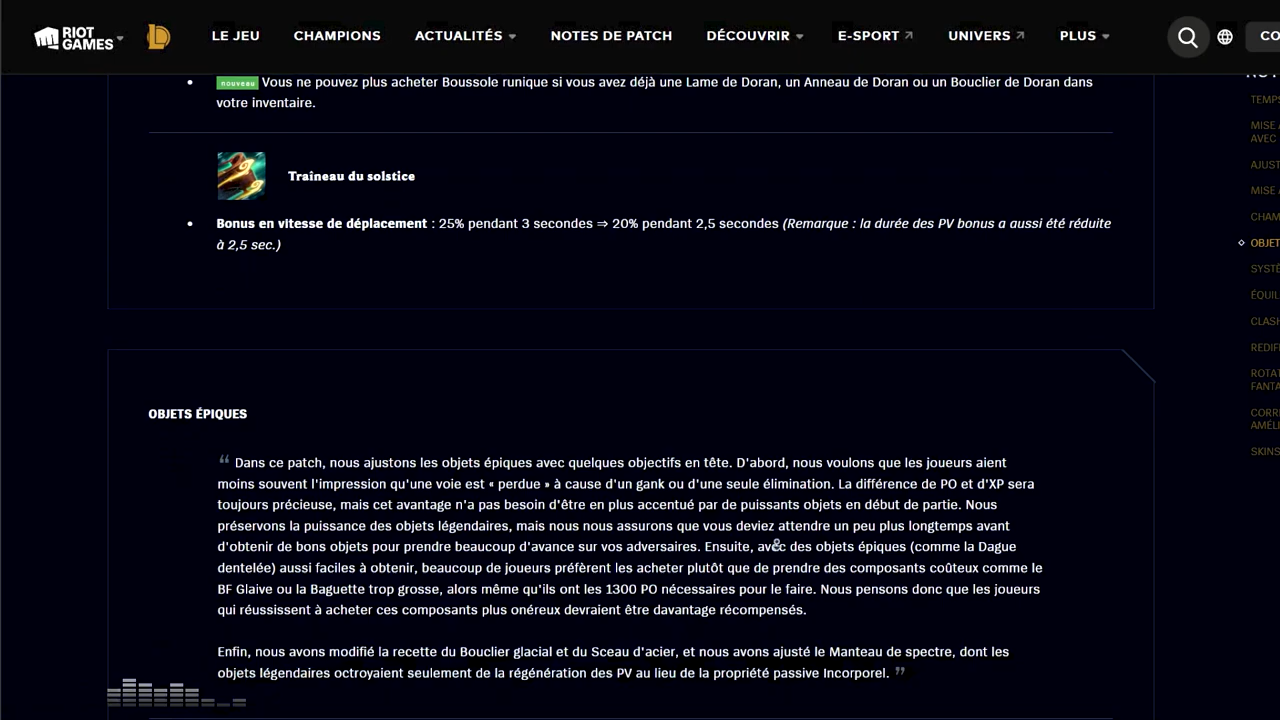 RIOT GAMES
LE JEU
CHAMPIONS
ACTUALITÉS
NOTES DE PATCH
DÉCOUVRIR
E-SPORT
UNIVERS
PLUS
CO
nouveau Vous ne pouvez plus acheter Boussole runique si vous avez déjà une Lame de Doran, un Anneau de Doran ou un Bouclier de Doran dans
votre inventaire.
Traîneau du solstice
Bonus en vitesse de déplacement : 25% pendant 3 secondes ⇒ 20% pendant 2,5 secondes (Remarque : la durée des PV bonus a aussi été réduite
à 2,5 sec.)
OBJETS ÉPIQUES
“ Dans ce patch, nous ajustons les objets épiques avec quelques objectifs en tête. D'abord, nous voulons que les joueurs aient
moins souvent l'impression qu'une voie est « perdue » à cause d'un gank ou d'une seule élimination. La différence de PO et d'XP sera
toujours précieuse, mais cet avantage n'a pas besoin d'être en plus accentué par de puissants objets en début de partie. Nous
préservons la puissance des objets légendaires, mais nous nous assurons que vous deviez attendre un peu plus longtemps avant
d'obtenir de bons objets pour prendre beaucoup d'avance sur vos adversaires. Ensuite, avec des objets épiques (comme la Dague
dentelée) aussi faciles à obtenir, beaucoup de joueurs préfèrent les acheter plutôt que de prendre des composants coûteux comme le
BF Glaive ou la Baguette trop grosse, alors même qu'ils ont les 1300 PO nécessaires pour le faire. Nous pensons donc que les joueurs
qui réussissent à acheter ces composants plus onéreux devraient être davantage récompensés.
Enfin, nous avons modifié la recette du Bouclier glacial et du Sceau d'acier, et nous avons ajusté le Manteau de spectre, dont les
objets légendaires octroyaient seulement de la régénération des PV au lieu de la propriété passive Incorporel. ”
TEMPS
MISE A
AVEC
AJUST
MISE A
CHAM
OBJET
SYSTÈ
ÉQUIL
CLASH
REDIF
ROTAT
FANTA
CORR
AMÉLI
SKINS